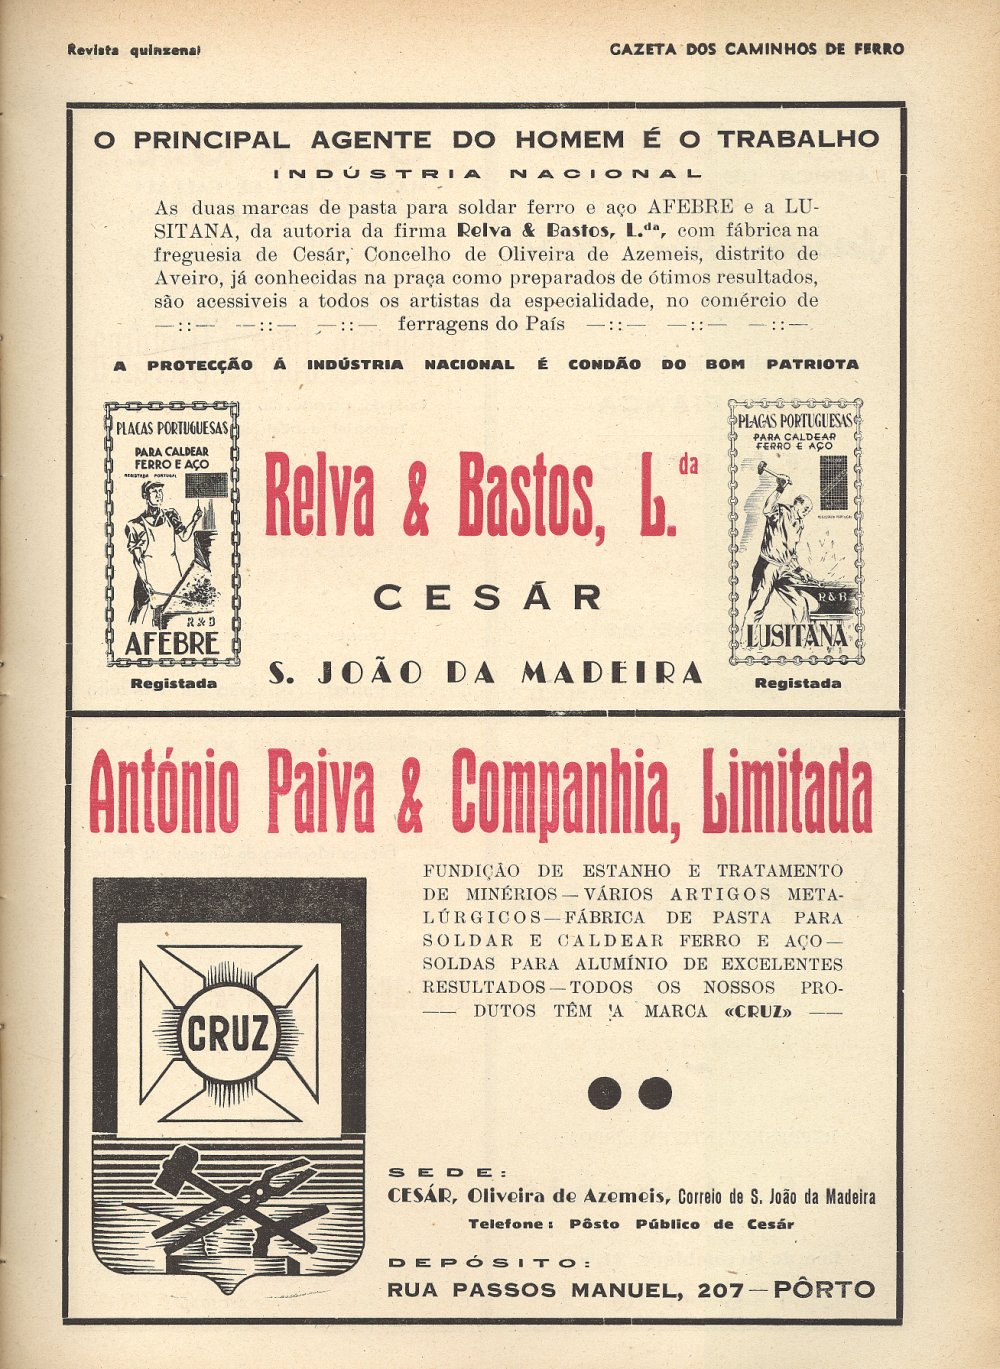 Revista quinzenal
GAZETA DOS CAMINHOS DE FERRO
O PRINCIPAL AGENTE DO HOMEM É O TRABALHO
INDÚSTRIA NACIONAL
As duas marcas de pasta para soldar ferro e aço AFEBRE e a LU-
SITANA, da autoria da firma Relva & Bastos, L.da, com fábrica na
freguesia de Cesár, Concelho de Oliveira de Azemeis, distrito de
Aveiro, já conhecidas na praça como preparados de ótimos resultados,
são acessiveis a todos os artistas da especialidade, no comércio de
—::— —::— —::— ferragens do País —::— —::— —::—
A PROTECÇÃO Á INDÚSTRIA NACIONAL É CONDÃO DO BOM PATRIOTA
PLACAS PORTUGUESAS
PARA CALDEAR
FERRO E AÇO
REGISTADA PORTUGAL
R & B
AFEBRE
Registada
Relva & Bastos, L.da
CESÁR
S. JOÃO DA MADEIRA
PLACAS PORTUGUESAS
PARA CALDEAR
FERRO E AÇO
REGISTADA PORTUGAL
R & B
LUSITANA
Registada
António Paiva & Companhia, Limitada
FUNDIÇÃO DE ESTANHO E TRATAMENTO
DE MINÉRIOS — VÁRIOS ARTIGOS META-
LÚRGICOS — FÁBRICA DE PASTA PARA
SOLDAR E CALDEAR FERRO E AÇO —
SOLDAS PARA ALUMÍNIO DE EXCELENTES
RESULTADOS — TODOS OS NOSSOS PRO-
—— DUTOS TÊM A MARCA «CRUZ» ——
CRUZ
SEDE:
CESÁR, Oliveira de Azemeis, Correio de S. João da Madeira
Telefone: Pôsto Público de Cesár
DEPÓSITO:
RUA PASSOS MANUEL, 207 — PÔRTO